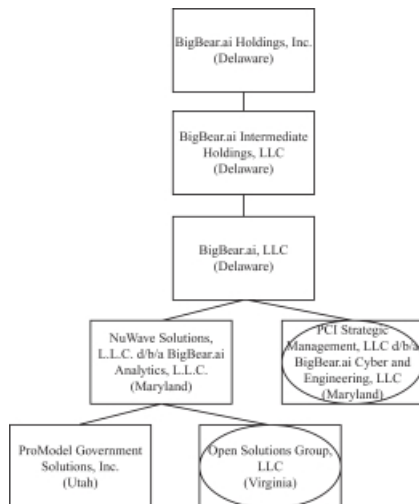 BigBear.ai Holdings, Inc.
(Delaware)
BigBear.ai Intermediate
Holdings, LLC
(Delaware)
BigBear.ai, LLC
(Delaware)
NuWave Solutions,
L.L.C. d/b/a BigBear.ai
Analytics, L.L.C.
(Maryland)
PCI Strategic
Management, LLC d/b/a
BigBear.ai Cyber and
Engineering, LLC
(Maryland)
ProModel Government
Solutions, Inc.
(Utah)
Open Solutions Group,
LLC
(Virginia)